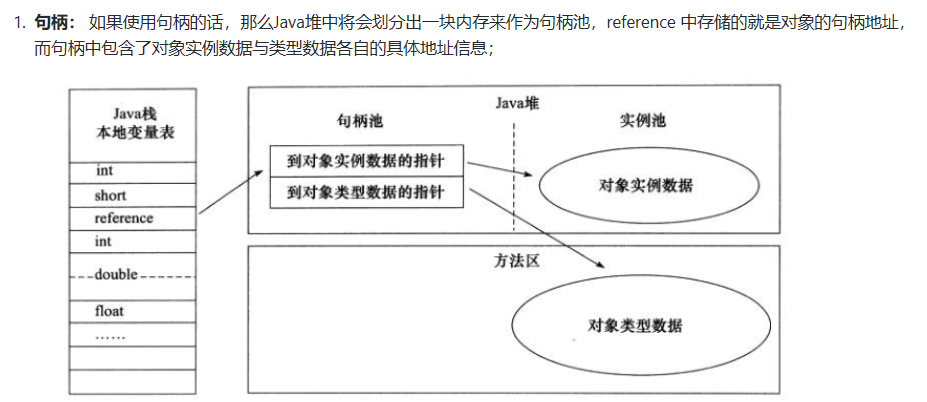 1. 句柄： 如果使用句柄的话，那么Java堆中将会划分出一块内存来作为句柄池，reference 中存储的就是对象的句柄地址，
而句柄中包含了对象实例数据与类型数据各自的具体地址信息；
Java栈
本地变量表
int
short
reference
int
double
float
……
Java堆
句柄池
实例池
到对象实例数据的指针
到对象类型数据的指针
对象实例数据
方法区
对象类型数据